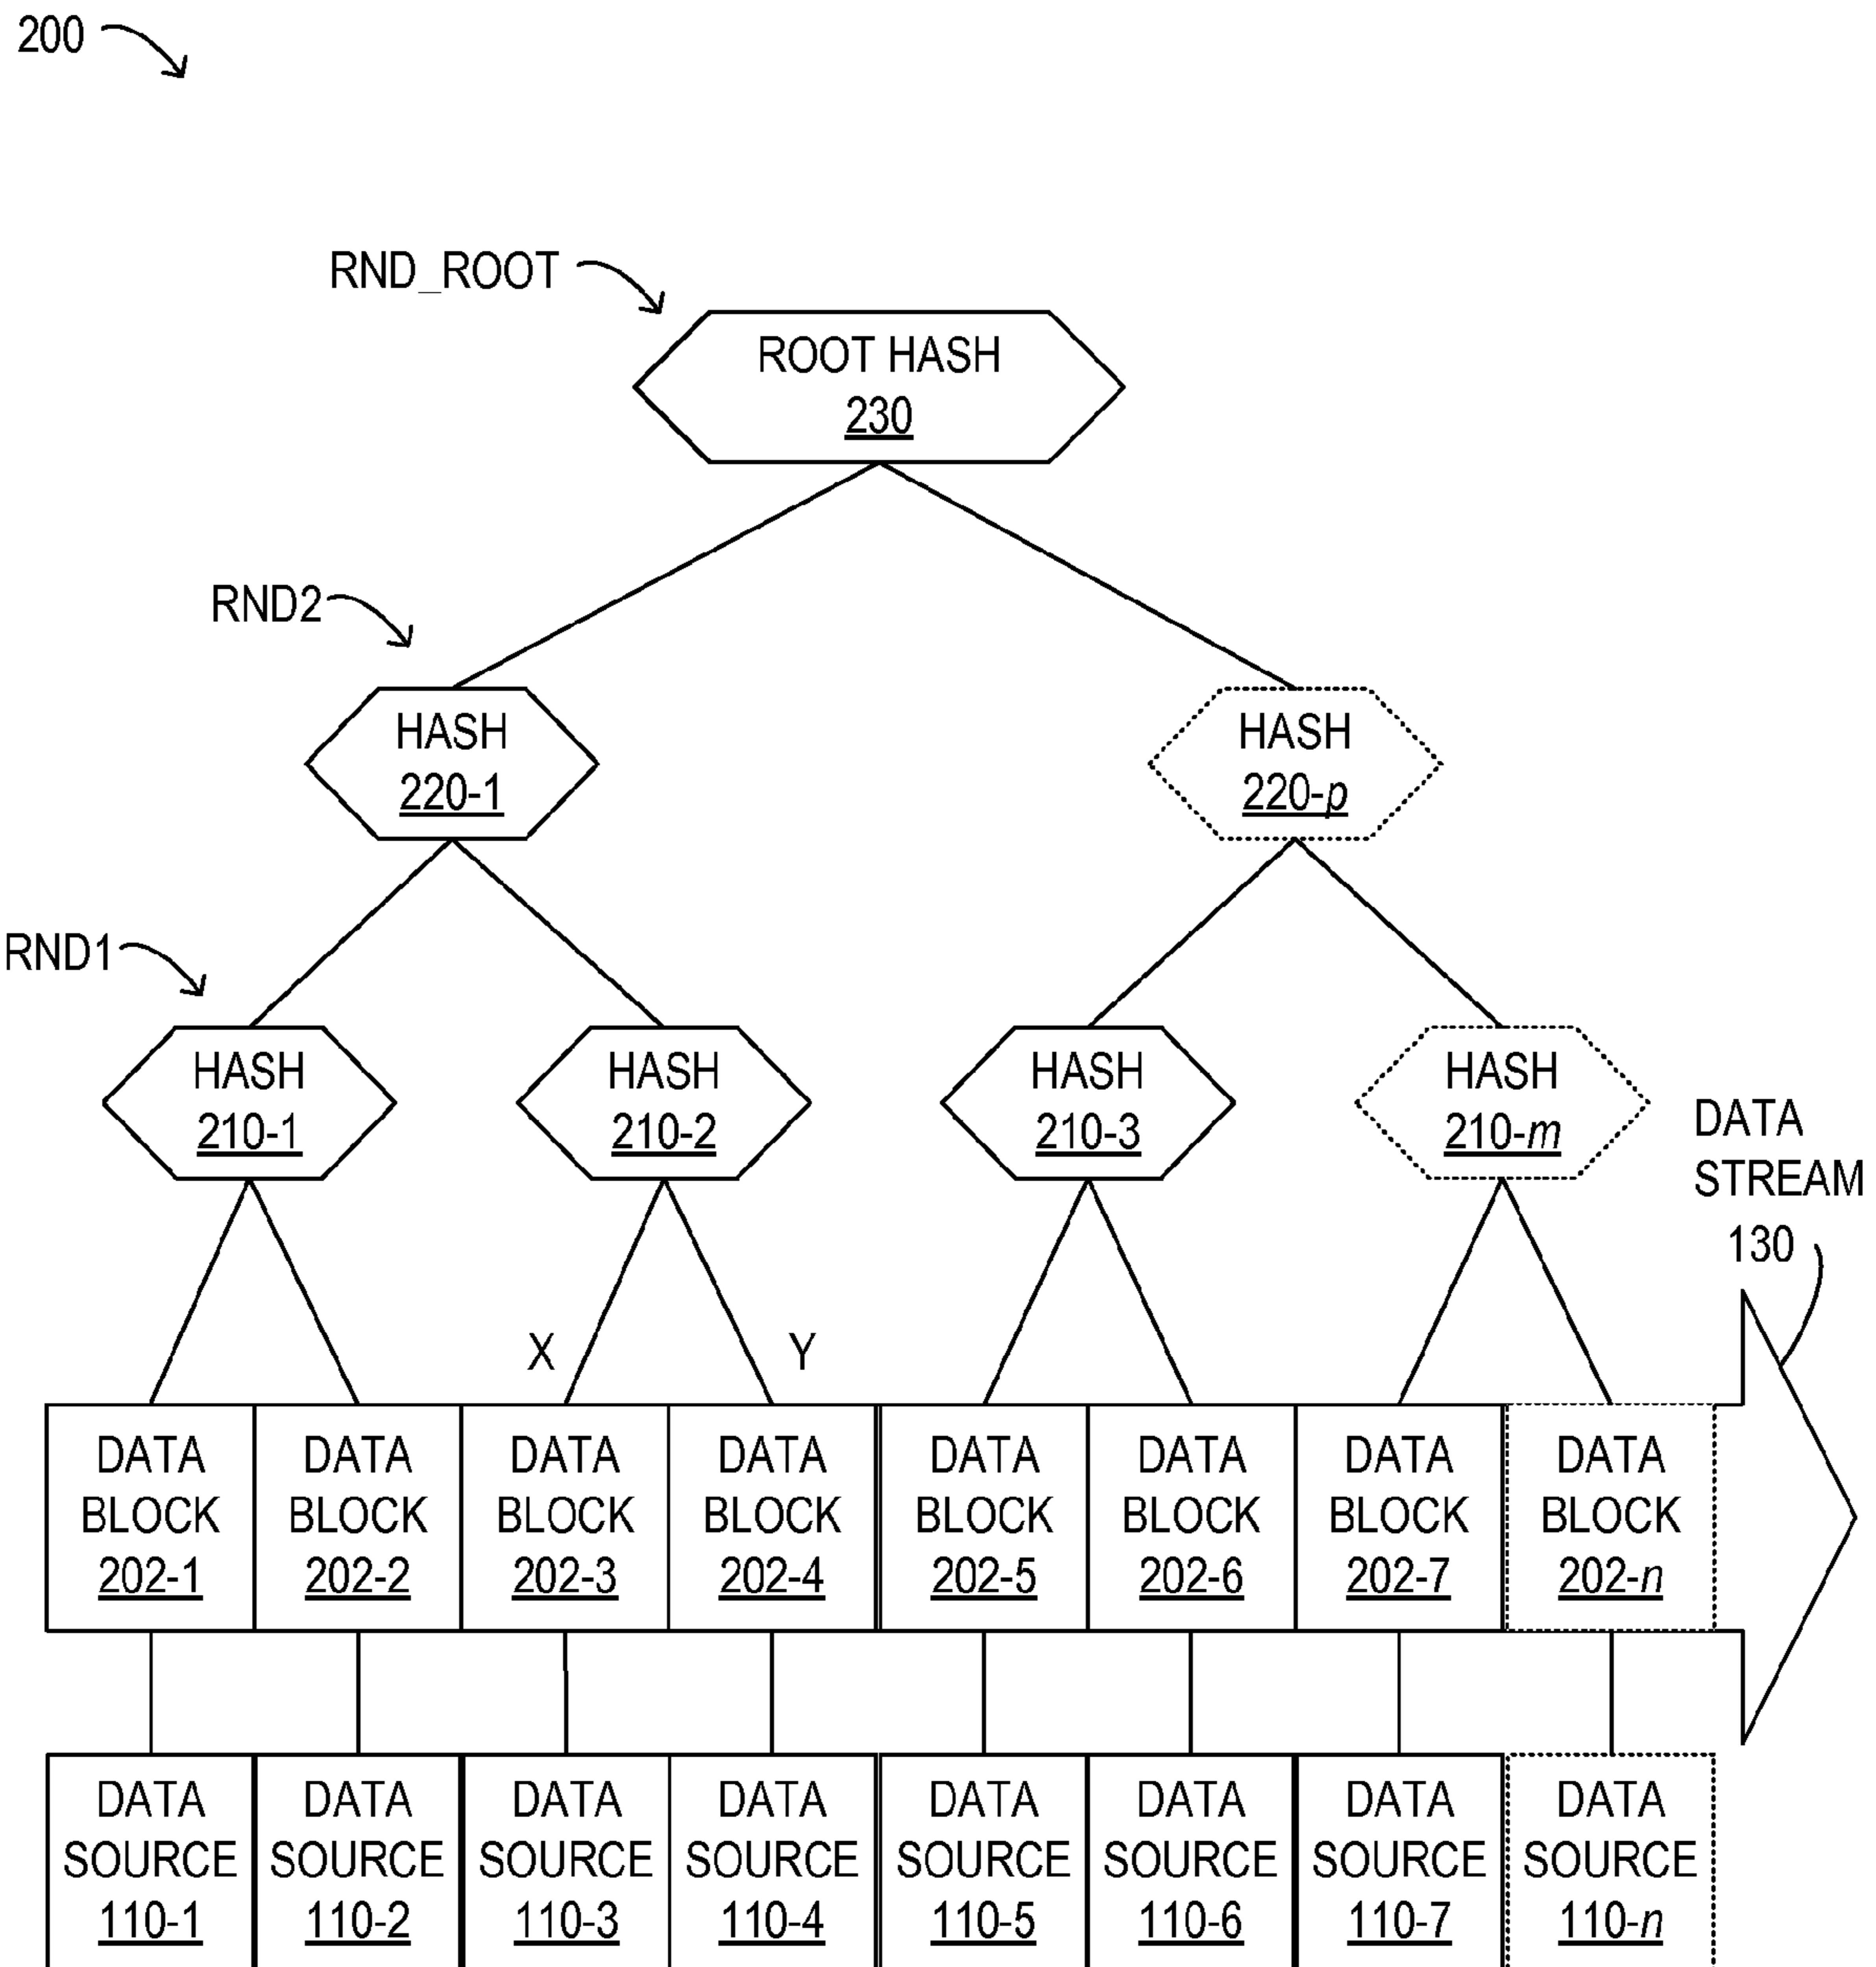 200
RND_ROOT
ROOT HASH
230
RND2
HASH
220-1
HASH
220-p
RND1
HASH
210-1
HASH
210-2
HASH
210-3
HASH
210-m
DATA
STREAM
130
X
Y
DATA
BLOCK
202-1
DATA
BLOCK
202-2
DATA
BLOCK
202-3
DATA
BLOCK
202-4
DATA
BLOCK
202-5
DATA
BLOCK
202-6
DATA
BLOCK
202-7
DATA
BLOCK
202-n
DATA
SOURCE
110-1
DATA
SOURCE
110-2
DATA
SOURCE
110-3
DATA
SOURCE
110-4
DATA
SOURCE
110-5
DATA
SOURCE
110-6
DATA
SOURCE
110-7
DATA
SOURCE
110-n